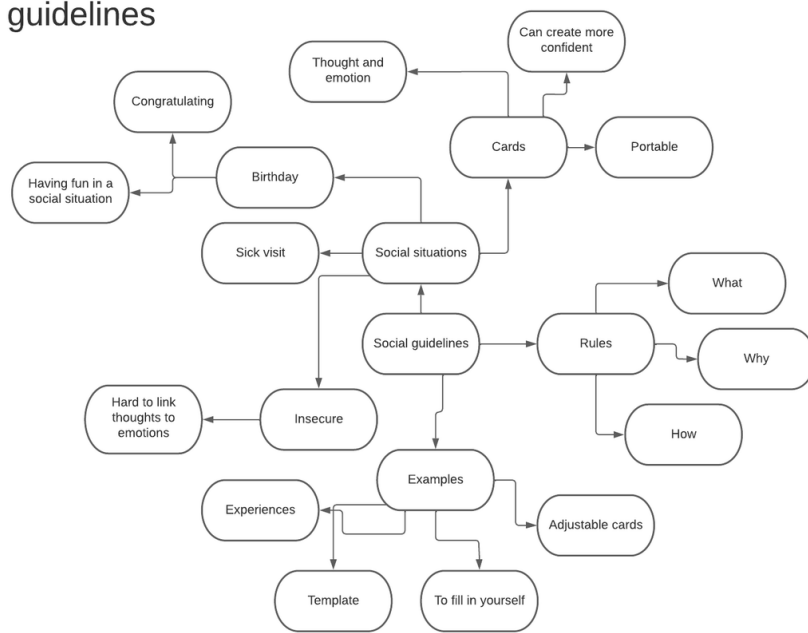 guidelines
Can create more
confident
Thought and
emotion
Congratulating
Cards
Portable
Birthday
Having fun in a
social situation
Sick visit
Social situations
What
Social guidelines
Rules
Why
Hard to link
thoughts to
emotions
Insecure
How
Examples
Experiences
Adjustable cards
Template
To fill in yourself